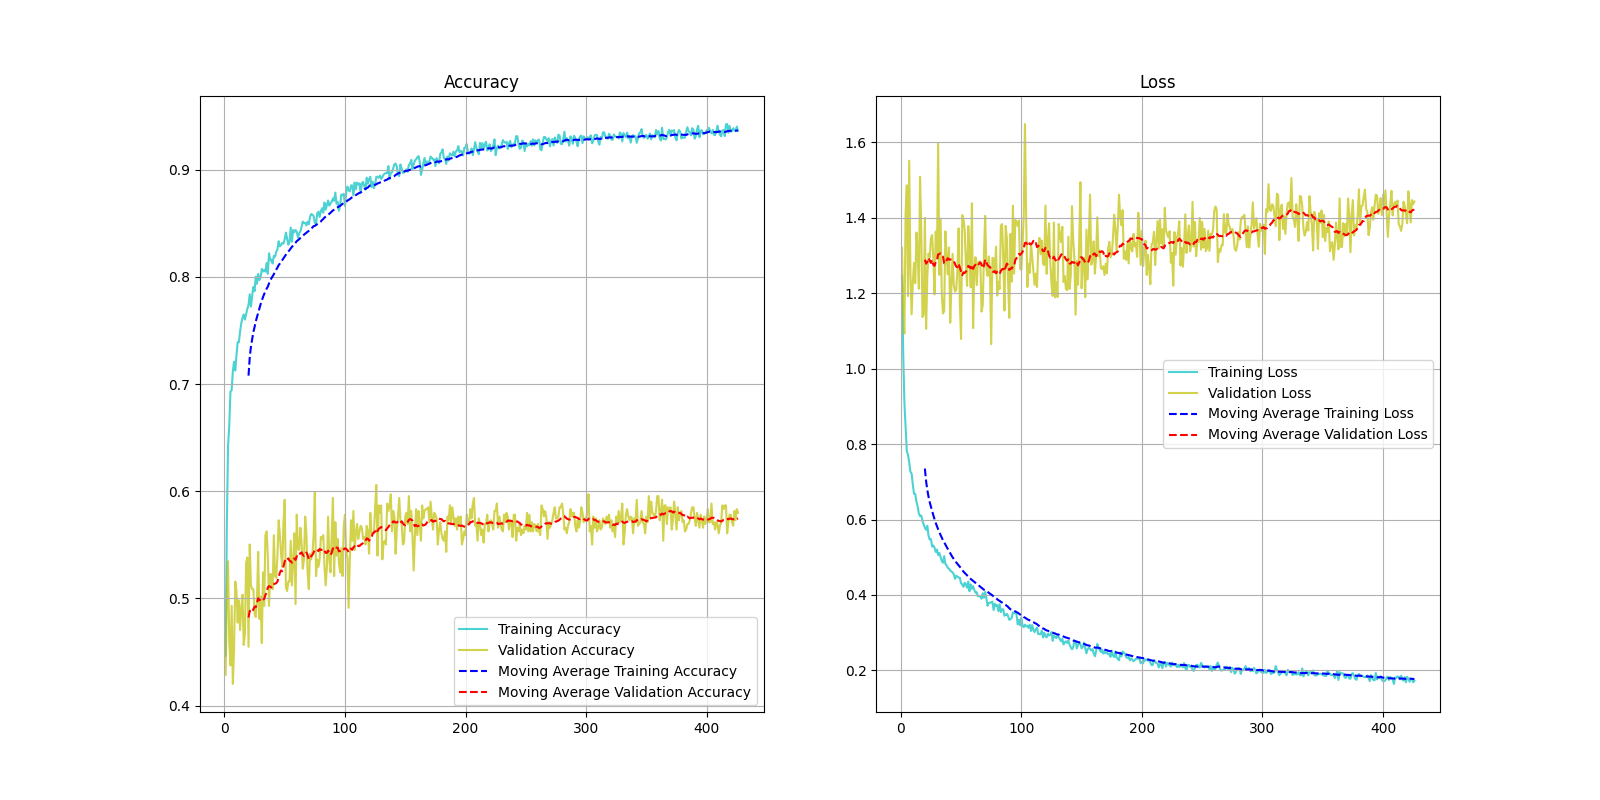 Accuracy
0.9
0.8
0.7
0.6
0.5
0.4
0
100
200
300
400
Training Accuracy
Validation Accuracy
Moving Average Training Accuracy
Moving Average Validation Accuracy
Loss
1.6
1.4
1.2
1.0
0.8
0.6
0.4
0.2
0
100
200
300
400
Training Loss
Validation Loss
Moving Average Training Loss
Moving Average Validation Loss